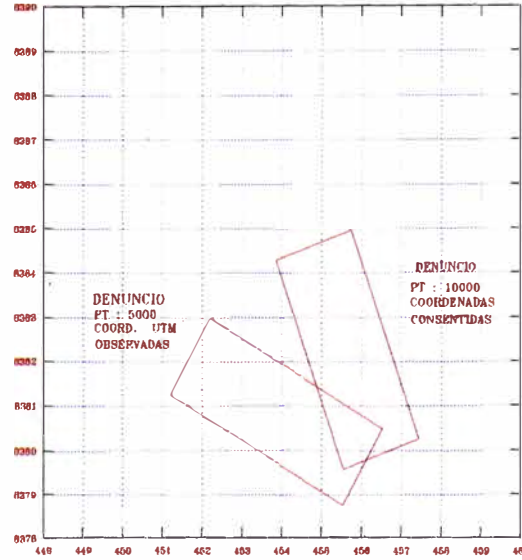 8390
8389
8388
8387
8386
8385
8384
8383
8382
8381
8380
8379
8378
DENUNCIO
PT : 10000
COORDENADAS
CONSENTIDAS
DENUNCIO
PT : 5000
COORD. UTM
OBSERVADAS
448 449 450 451 452 453 454 455 456 457 458 459